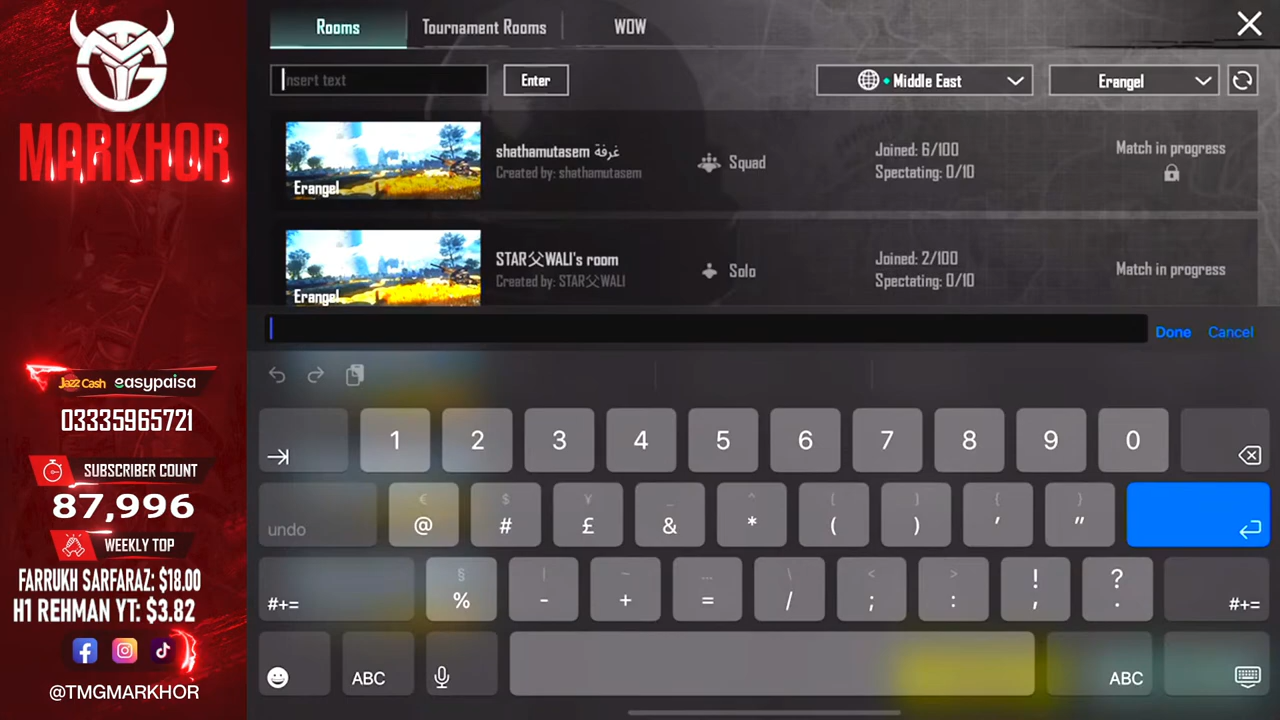 MARKHOR
Jazz Cash easypaisa
03335965721
SUBSCRIBER COUNT
87,996
WEEKLY TOP
FARRUKH SARFARAZ: $18.00
H1 REHMAN YT: $3.82
@TMGMARKHOR
Rooms Tournament Rooms WOW
Insert text Enter Middle East Erangel
Erangel
غرفة shathamutasem
Created by: shathamutasem
Squad
Joined: 6/100
Spectating: 0/10
Match in progress
Erangel
STAR父WALI's room
Created by: STAR父WALI
Solo
Joined: 2/100
Spectating: 0/10
Match in progress
Done Cancel
1 2 3 4 5 6 7 8 9 0
€ $ ¥ _ ^ [ ] { }
undo @ # £ & * ( ) ' "
§ | ~ … \ < > ! ?
#+= % - + = / ; : , . #+=
ABC ABC